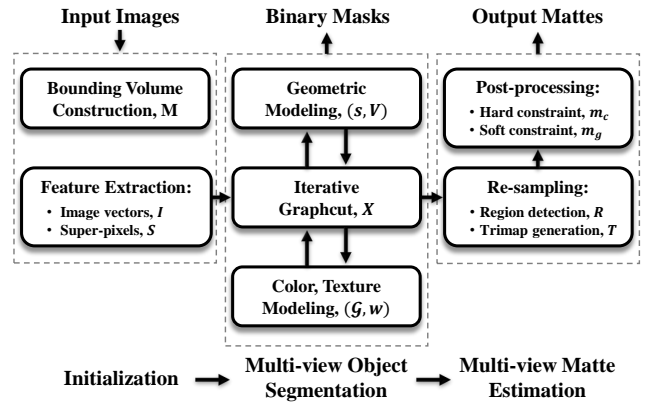 Input Images
Binary Masks
Output Mattes
Bounding Volume
Construction, M
Feature Extraction:
• Image vectors, I
• Super-pixels, S
Geometric
Modeling, (s, V)
Iterative
Graphcut, X
Color, Texture
Modeling, (𝓖, w)
Post-processing:
• Hard constraint, m_c
• Soft constraint, m_g
Re-sampling:
• Region detection, R
• Trimap generation, T
Initialization
Multi-view Object
Segmentation
Multi-view Matte
Estimation